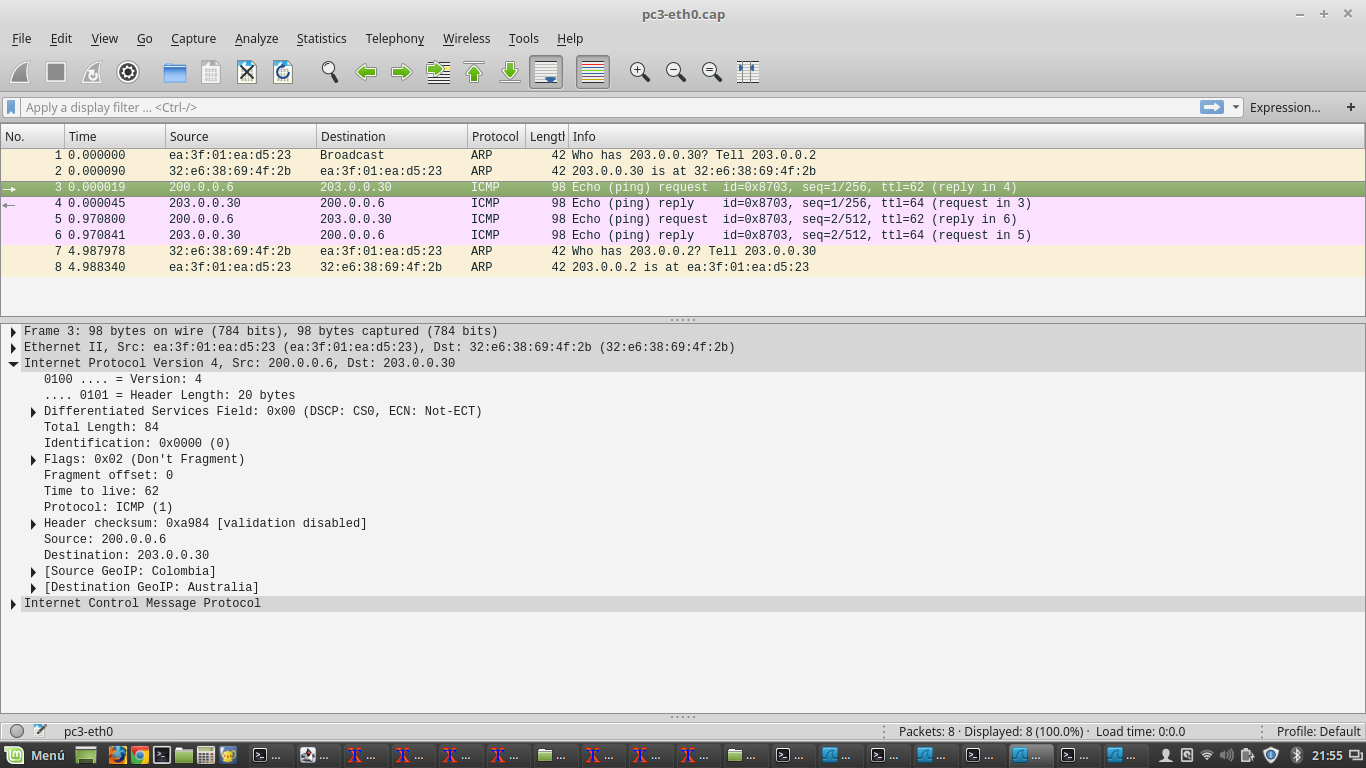 pc3-eth0.cap
File Edit View Go Capture Analyze Statistics Telephony Wireless Tools Help
Apply a display filter ... <Ctrl-/> Expression... +
No. Time Source Destination Protocol Length Info
1 0.000000 ea:3f:01:ea:d5:23 Broadcast ARP 42 Who has 203.0.0.30? Tell 203.0.0.2
2 0.000090 32:e6:38:69:4f:2b ea:3f:01:ea:d5:23 ARP 42 203.0.0.30 is at 32:e6:38:69:4f:2b
3 0.000019 200.0.0.6 203.0.0.30 ICMP 98 Echo (ping) request id=0x8703, seq=1/256, ttl=62 (reply in 4)
4 0.000045 203.0.0.30 200.0.0.6 ICMP 98 Echo (ping) reply id=0x8703, seq=1/256, ttl=64 (request in 3)
5 0.970800 200.0.0.6 203.0.0.30 ICMP 98 Echo (ping) request id=0x8703, seq=2/512, ttl=62 (reply in 6)
6 0.970841 203.0.0.30 200.0.0.6 ICMP 98 Echo (ping) reply id=0x8703, seq=2/512, ttl=64 (request in 5)
7 4.987978 32:e6:38:69:4f:2b ea:3f:01:ea:d5:23 ARP 42 Who has 203.0.0.2? Tell 203.0.0.30
8 4.988340 ea:3f:01:ea:d5:23 32:e6:38:69:4f:2b ARP 42 203.0.0.2 is at ea:3f:01:ea:d5:23
Frame 3: 98 bytes on wire (784 bits), 98 bytes captured (784 bits)
Ethernet II, Src: ea:3f:01:ea:d5:23 (ea:3f:01:ea:d5:23), Dst: 32:e6:38:69:4f:2b (32:e6:38:69:4f:2b)
Internet Protocol Version 4, Src: 200.0.0.6, Dst: 203.0.0.30
0100 .... = Version: 4
.... 0101 = Header Length: 20 bytes
Differentiated Services Field: 0x00 (DSCP: CS0, ECN: Not-ECT)
Total Length: 84
Identification: 0x0000 (0)
Flags: 0x02 (Don't Fragment)
Fragment offset: 0
Time to live: 62
Protocol: ICMP (1)
Header checksum: 0xa984 [validation disabled]
Source: 200.0.0.6
Destination: 203.0.0.30
[Source GeoIP: Colombia]
[Destination GeoIP: Australia]
Internet Control Message Protocol
pc3-eth0 Packets: 8 · Displayed: 8 (100.0%) · Load time: 0:0.0 Profile: Default
Menú ... ... ... ... ... ... ... ... ... ... ... ... ... ... ... ... ... ... ... 21:55